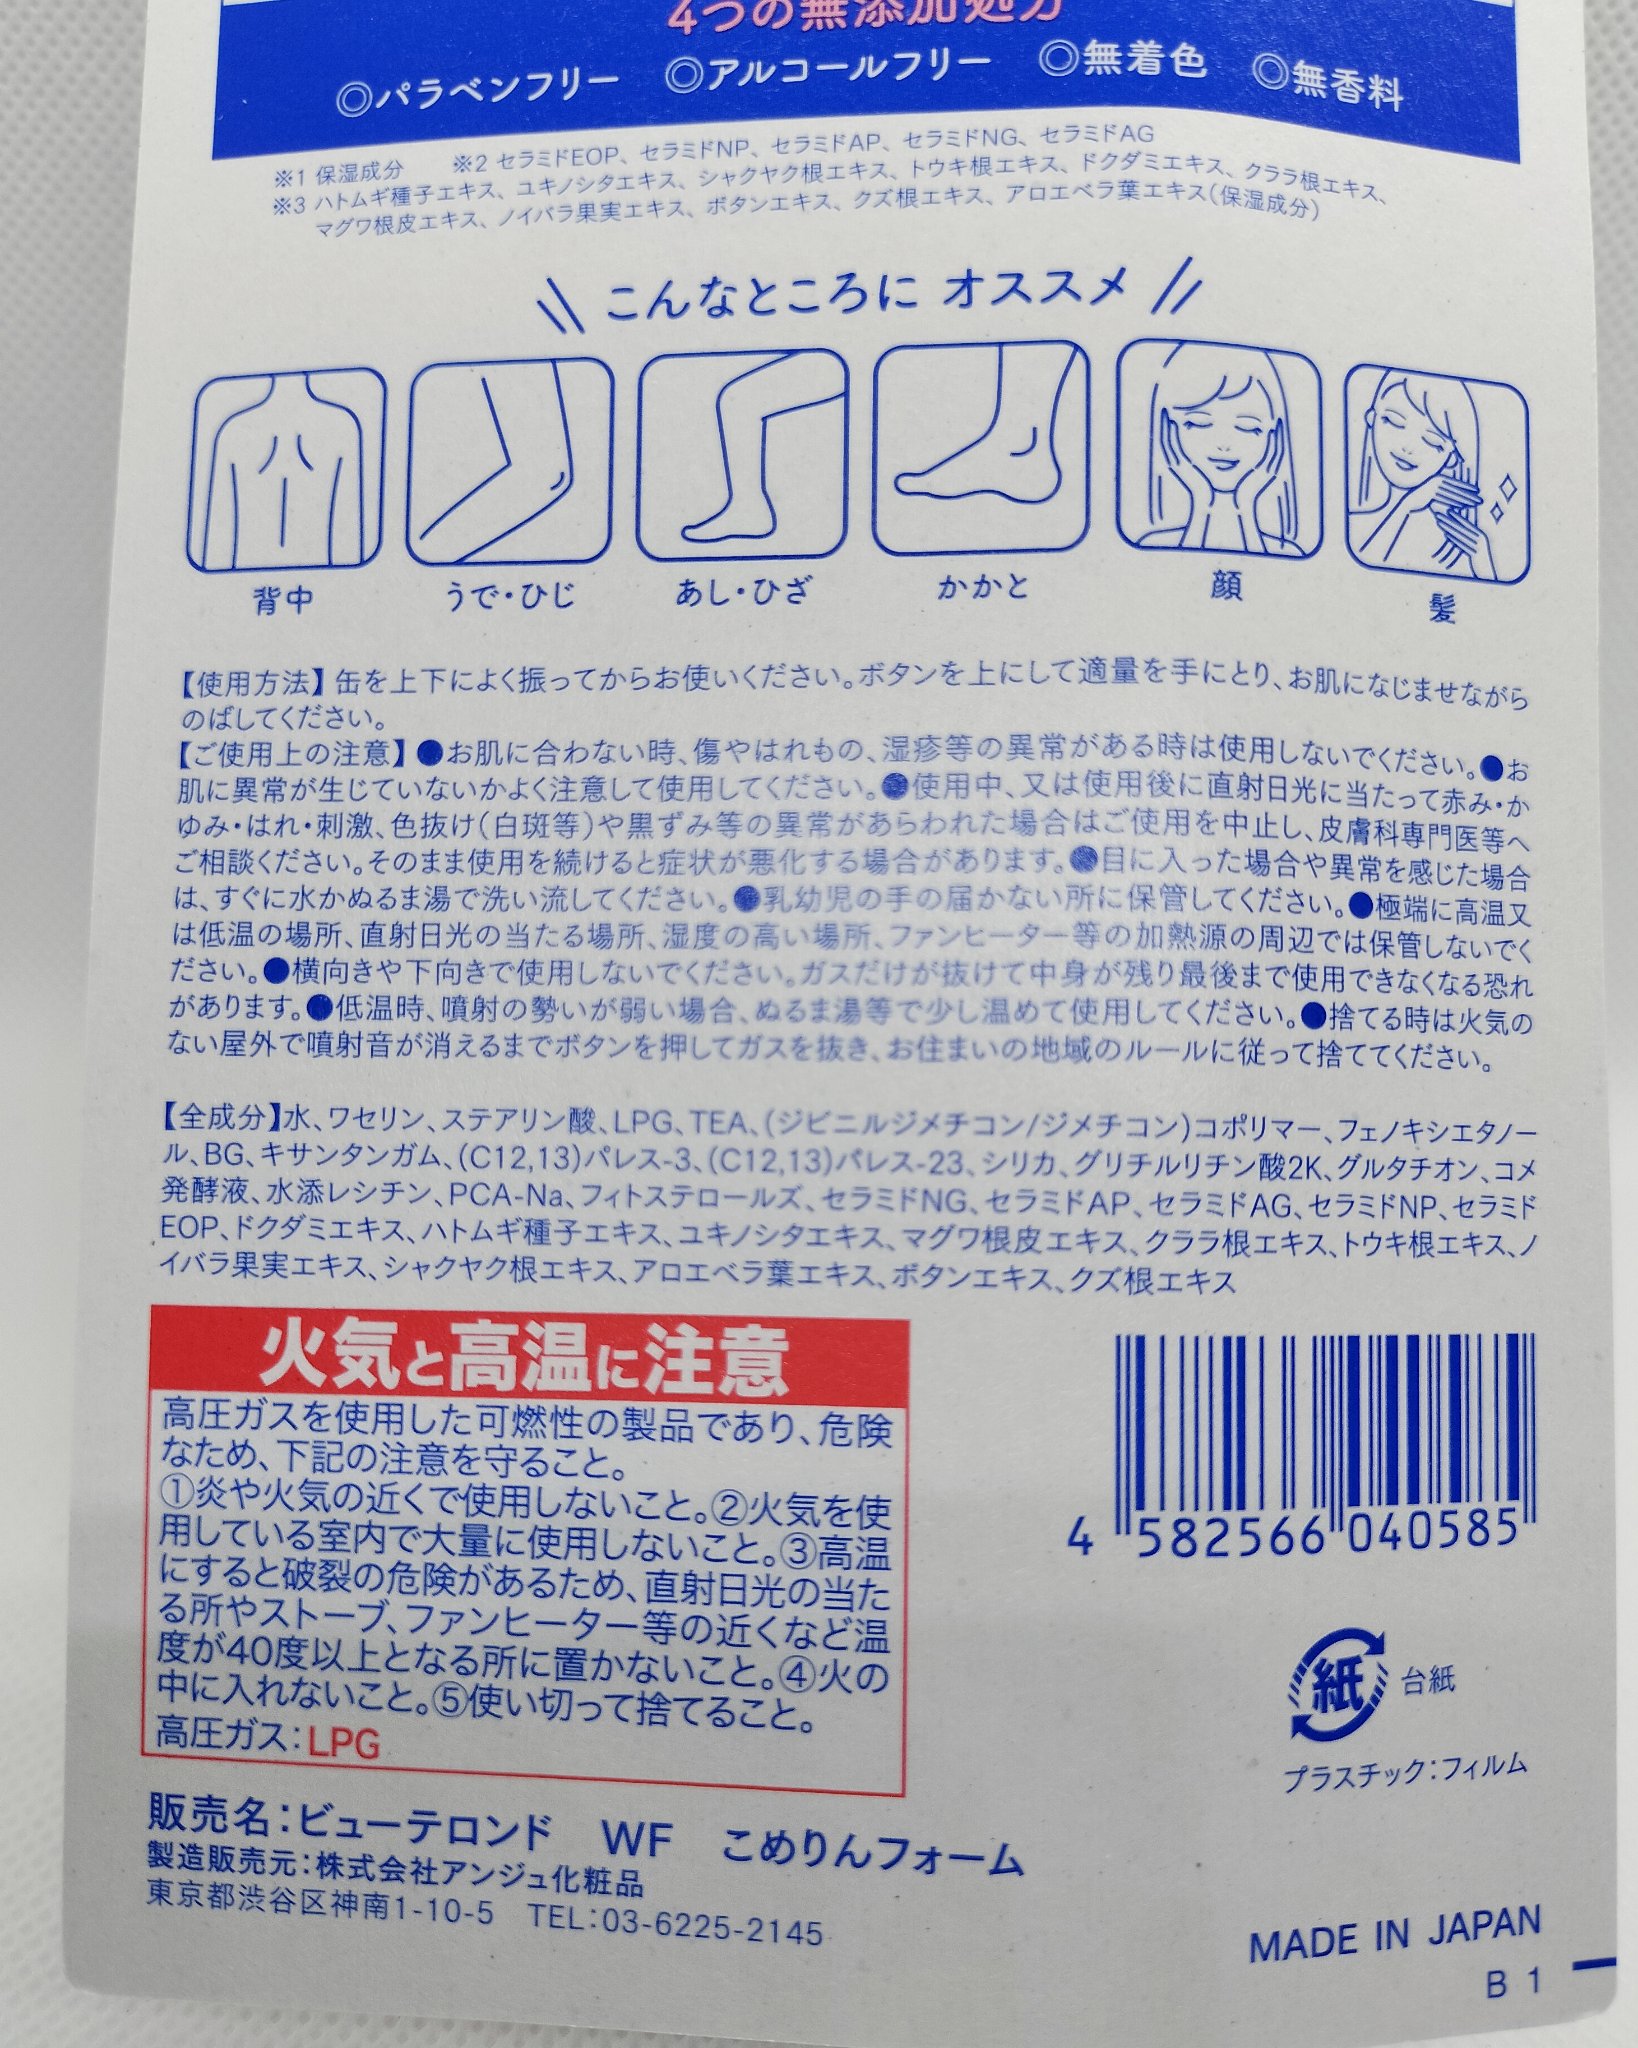 4つの無添加処方
◎パラベンフリー ◎アルコールフリー ◎無着色 ◎無香料
※1 保湿成分 ※2 セラミドEOP、セラミドNP、セラミドAP、セラミドNG、セラミドAG
※3 ハトムギ種子エキス、ユキノシタエキス、シャクヤク根エキス、トウキ根エキス、ドクダミエキス、クララ根エキス、
マグワ根皮エキス、ノイバラ果実エキス、ボタンエキス、クズ根エキス、アロエベラ葉エキス(保湿成分)
こんなところに オススメ
背中 うで・ひじ あし・ひざ かかと 顔 髪
【使用方法】缶を上下によく振ってからお使いください。ボタンを上にして適量を手にとり、お肌になじませながら
のばしてください。
【ご使用上の注意】●お肌に合わない時、傷やはれもの、湿疹等の異常がある時は使用しないでください。●お
肌に異常が生じていないかよく注意して使用してください。●使用中、又は使用後に直射日光に当たって赤み・か
ゆみ・はれ・刺激、色抜け(白斑等)や黒ずみ等の異常があらわれた場合はご使用を中止し、皮膚科専門医等へ
ご相談ください。そのまま使用を続けると症状が悪化する場合があります。●目に入った場合や異常を感じた場合
は、すぐに水かぬるま湯で洗い流してください。●乳幼児の手の届かない所に保管してください。●極端に高温又
は低温の場所、直射日光の当たる場所、湿度の高い場所、ファンヒーター等の加熱源の周辺では保管しないでく
ださい。●横向きや下向きで使用しないでください。ガスだけが抜けて中身が残り最後まで使用できなくなる恐れ
があります。●低温時、噴射の勢いが弱い場合、ぬるま湯等で少し温めて使用してください。●捨てる時は火気の
ない屋外で噴射音が消えるまでボタンを押してガスを抜き、お住まいの地域のルールに従って捨ててください。
【全成分】水、ワセリン、ステアリン酸、LPG、TEA、(ジビニルジメチコン/ジメチコン)コポリマー、フェノキシエタノー
ル、BG、キサンタンガム、(C12,13)パレス-3、(C12,13)パレス-23、シリカ、グリチルリチン酸2K、グルタチオン、コメ
発酵液、水添レシチン、PCA-Na、フィトステロールズ、セラミドNG、セラミドAP、セラミドAG、セラミドNP、セラミド
EOP、ドクダミエキス、ハトムギ種子エキス、ユキノシタエキス、マグワ根皮エキス、クララ根エキス、トウキ根エキス、ノ
イバラ果実エキス、シャクヤク根エキス、アロエベラ葉エキス、ボタンエキス、クズ根エキス
火気と高温に注意
高圧ガスを使用した可燃性の製品であり、危険
なため、下記の注意を守ること。
①炎や火気の近くで使用しないこと。②火気を使
用している室内で大量に使用しないこと。③高温
にすると破裂の危険があるため、直射日光の当た
る所やストーブ、ファンヒーター等の近くなど温
度が40度以上となる所に置かないこと。④火の
中に入れないこと。⑤使い切って捨てること。
高圧ガス:LPG
4 582566 040585
紙 台紙
プラスチック:フィルム
販売名:ビューテロンド WF こめりんフォーム
製造販売元:株式会社アンジュ化粧品
東京都渋谷区神南1-10-5 TEL:03-6225-2145
MADE IN JAPAN
B 1